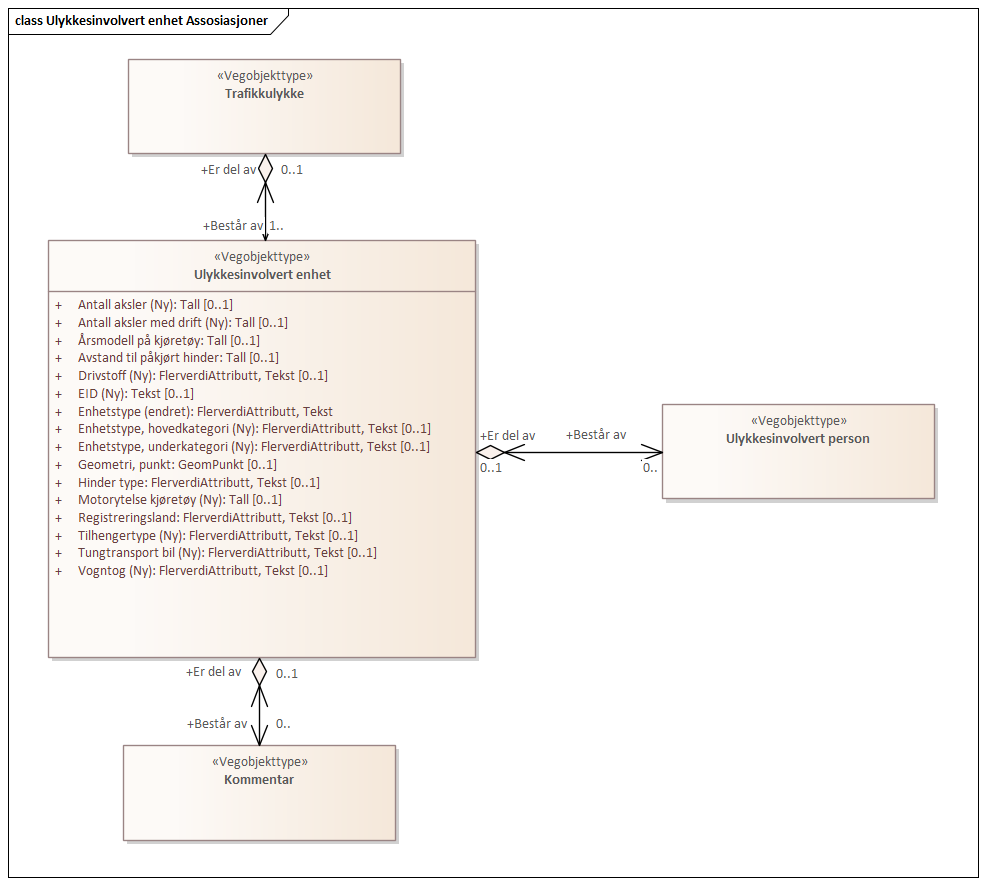 class Ulykkesinvolvert enhet Assosiasjoner
«Vegobjekttype»
Trafikkulykke
+Er del av 0..1
+Består av 1..
«Vegobjekttype»
Ulykkesinvolvert enhet
+ Antall aksler (Ny): Tall [0..1]
+ Antall aksler med drift (Ny): Tall [0..1]
+ Årsmodell på kjøretøy: Tall [0..1]
+ Avstand til påkjørt hinder: Tall [0..1]
+ Drivstoff (Ny): FlerverdiAttributt, Tekst [0..1]
+ EID (Ny): Tekst [0..1]
+ Enhetstype (endret): FlerverdiAttributt, Tekst
+ Enhetstype, hovedkategori (Ny): FlerverdiAttributt, Tekst [0..1]
+ Enhetstype, underkategori (Ny): FlerverdiAttributt, Tekst [0..1]
+ Geometri, punkt: GeomPunkt [0..1]
+ Hinder type: FlerverdiAttributt, Tekst [0..1]
+ Motorytelse kjøretøy (Ny): Tall [0..1]
+ Registreringsland: FlerverdiAttributt, Tekst [0..1]
+ Tilhengertype (Ny): FlerverdiAttributt, Tekst [0..1]
+ Tungtransport bil (Ny): FlerverdiAttributt, Tekst [0..1]
+ Vogntog (Ny): FlerverdiAttributt, Tekst [0..1]
+Er del av +Består av
0..1 0..
«Vegobjekttype»
Ulykkesinvolvert person
+Er del av 0..1
+Består av 0..
«Vegobjekttype»
Kommentar